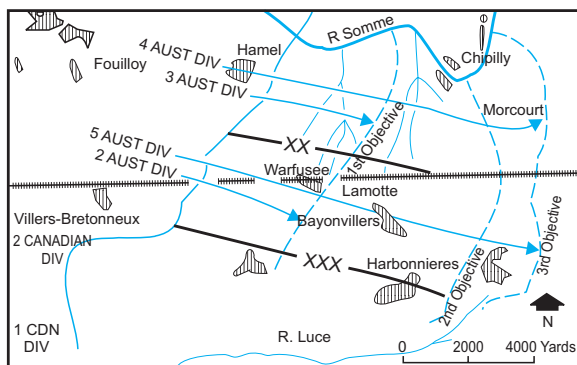 R Somme
4 AUST DIV
Hamel
Chipilly
Fouilloy
3 AUST DIV
Morcourt
5 AUST DIV
XX
1st Objective
2 AUST DIV
Warfusee
Lamotte
Villers-Bretonneux
Bayonvillers
2 CANADIAN
DIV
XXX
Harbonnieres
2nd Objective
3rd Objective
N
1 CDN
DIV
R. Luce
0 2000 4000 Yards